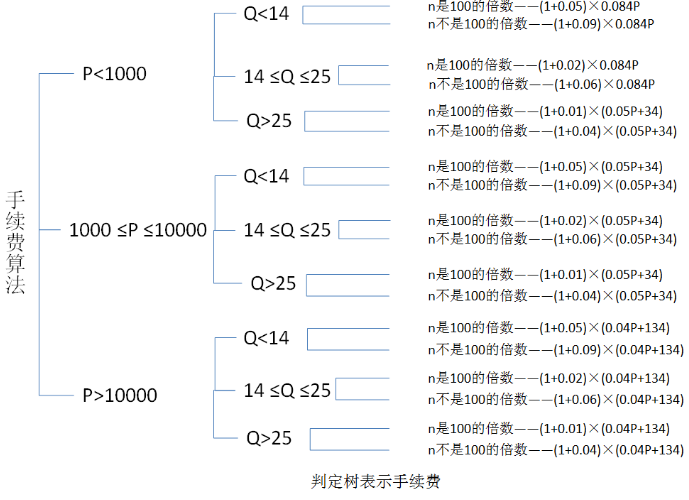 手续费算法
P<1000
Q<14
n是100的倍数——(1+0.05)×0.084P
n不是100的倍数——(1+0.09)×0.084P
14 ≤Q ≤25
n是100的倍数——(1+0.02)×0.084P
n不是100的倍数——(1+0.06)×0.084P
Q>25
n是100的倍数——(1+0.01)×(0.05P+34)
n不是100的倍数——(1+0.04)×(0.05P+34)
1000 ≤P ≤10000
Q<14
n是100的倍数——(1+0.05)×(0.05P+34)
n不是100的倍数——(1+0.09)×(0.05P+34)
14 ≤Q ≤25
n是100的倍数——(1+0.02)×(0.05P+34)
n不是100的倍数——(1+0.06)×(0.05P+34)
Q>25
n是100的倍数——(1+0.01)×(0.05P+34)
n不是100的倍数——(1+0.04)×(0.05P+34)
P>10000
Q<14
n是100的倍数——(1+0.05)×(0.04P+134)
n不是100的倍数——(1+0.09)×(0.04P+134)
14 ≤Q ≤25
n是100的倍数——(1+0.02)×(0.04P+134)
n不是100的倍数——(1+0.06)×(0.04P+134)
Q>25
n是100的倍数——(1+0.01)×(0.04P+134)
n不是100的倍数——(1+0.04)×(0.04P+134)
判定树表示手续费